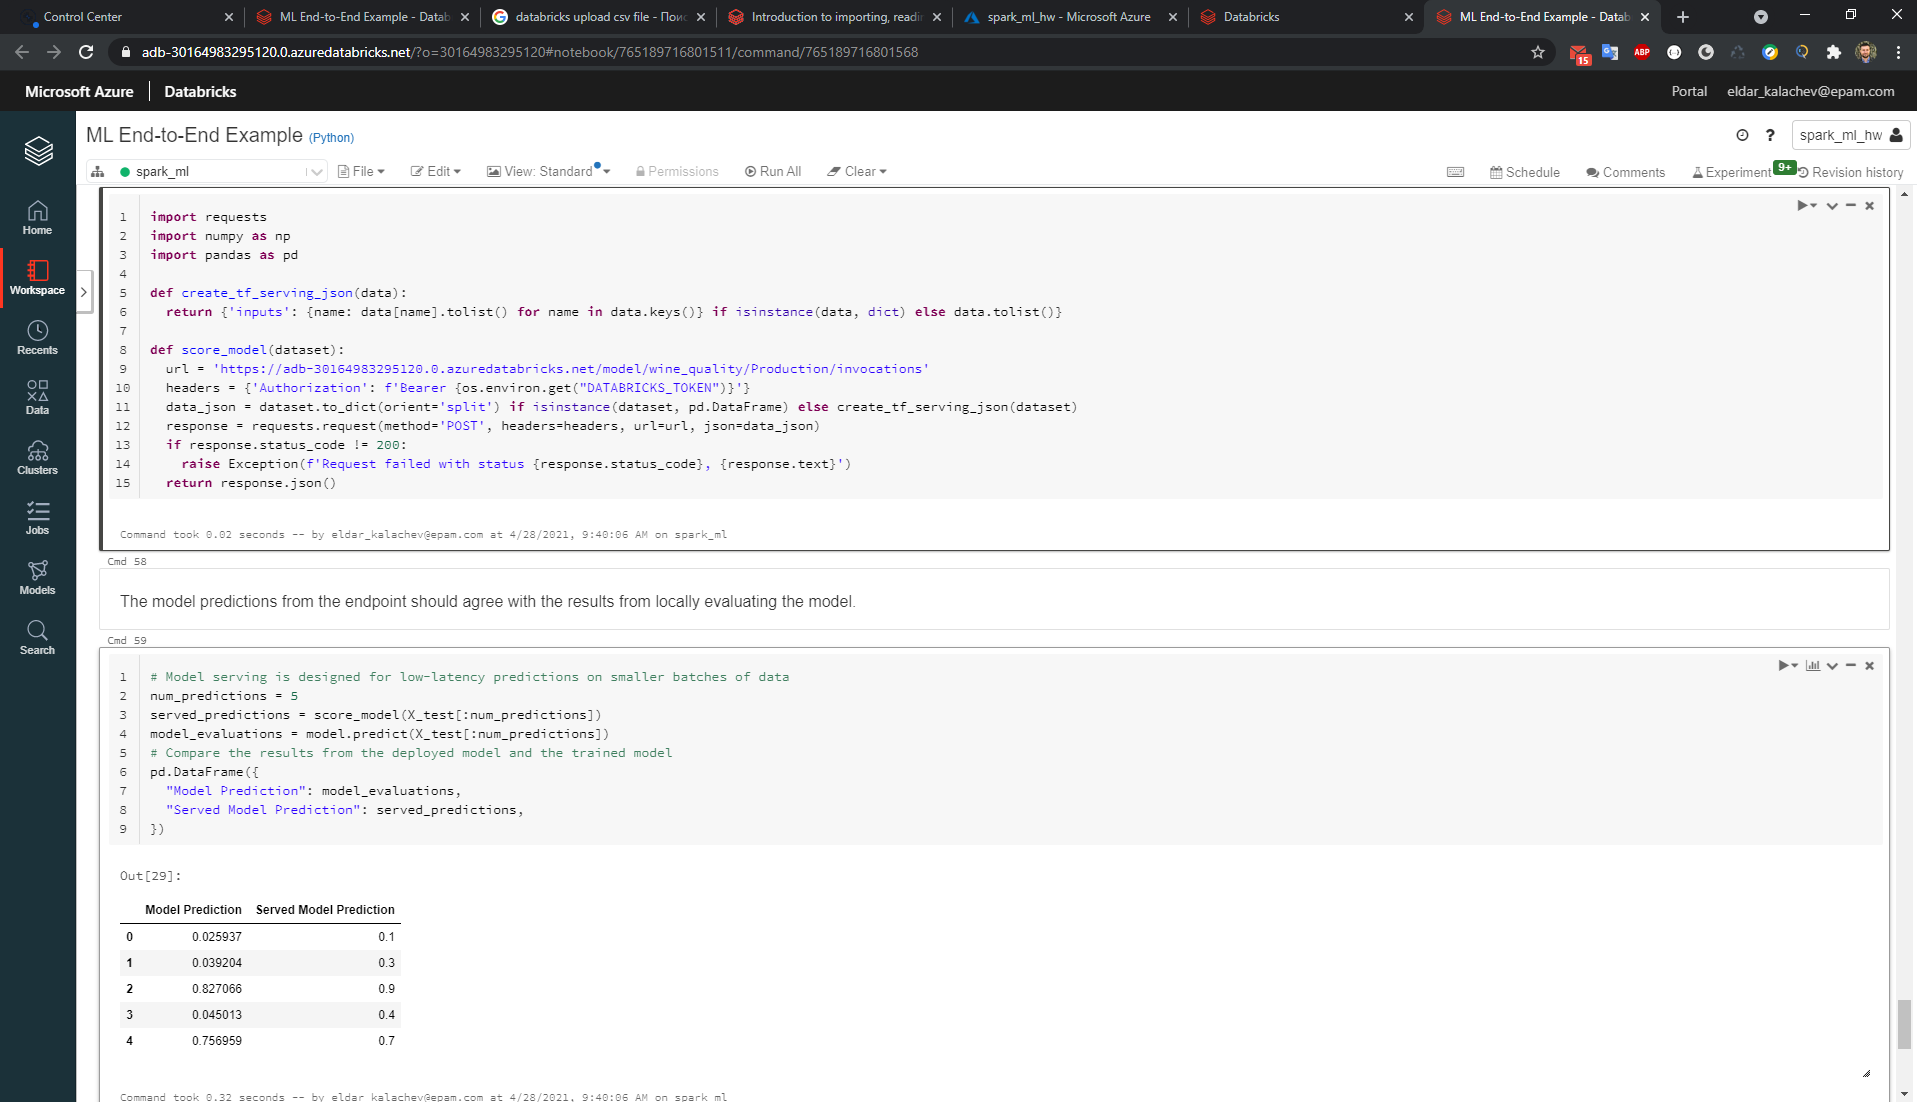 Control Center
ML End-to-End Example - Datab
databricks upload csv file - Поис
Introduction to importing, readin
spark_ml_hw - Microsoft Azure
Databricks
ML End-to-End Example - Datab
adb-30164983295120.0.azuredatabricks.net/?o=30164983295120#notebook/765189716801511/command/765189716801568
15
ABP
Microsoft Azure
Databricks
Portal
eldar_kalachev@epam.com
ML End-to-End Example (Python)
spark_ml_hw
spark_ml
File
Edit
View: Standard
Permissions
Run All
Clear
Schedule
Comments
Experiment
9+
Revision history
Home
Workspace
Recents
Data
Clusters
Jobs
Models
Search
1 import requests
2 import numpy as np
3 import pandas as pd
4
5 def create_tf_serving_json(data):
6 return {'inputs': {name: data[name].tolist() for name in data.keys()} if isinstance(data, dict) else data.tolist()}
7
8 def score_model(dataset):
9 url = 'https://adb-30164983295120.0.azuredatabricks.net/model/wine_quality/Production/invocations'
10 headers = {'Authorization': f'Bearer {os.environ.get("DATABRICKS_TOKEN")}'}
11 data_json = dataset.to_dict(orient='split') if isinstance(dataset, pd.DataFrame) else create_tf_serving_json(dataset)
12 response = requests.request(method='POST', headers=headers, url=url, json=data_json)
13 if response.status_code != 200:
14 raise Exception(f'Request failed with status {response.status_code}, {response.text}')
15 return response.json()
Command took 0.02 seconds -- by eldar_kalachev@epam.com at 4/28/2021, 9:40:06 AM on spark_ml
Cmd 58
The model predictions from the endpoint should agree with the results from locally evaluating the model.
Cmd 59
1 # Model serving is designed for low-latency predictions on smaller batches of data
2 num_predictions = 5
3 served_predictions = score_model(X_test[:num_predictions])
4 model_evaluations = model.predict(X_test[:num_predictions])
5 # Compare the results from the deployed model and the trained model
6 pd.DataFrame({
7 "Model Prediction": model_evaluations,
8 "Served Model Prediction": served_predictions,
9 })
Out[29]:
Model Prediction Served Model Prediction
0 0.025937 0.1
1 0.039204 0.3
2 0.827066 0.9
3 0.045013 0.4
4 0.756959 0.7
Command took 0.32 seconds -- by eldar_kalachev@epam.com at 4/28/2021, 9:40:06 AM on spark_ml